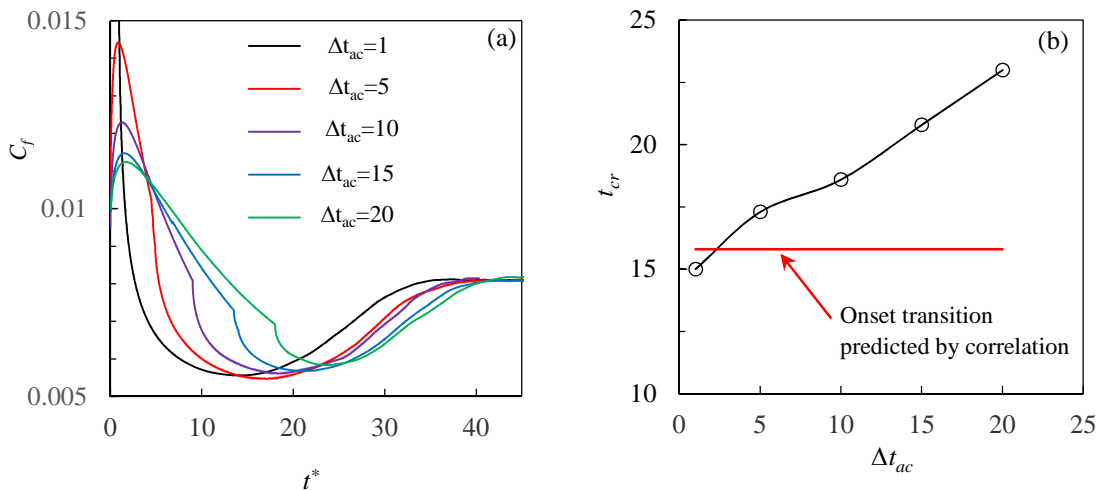 (a)
0.015
0.01
0.005
C_f
Δt_ac=1
Δt_ac=5
Δt_ac=10
Δt_ac=15
Δt_ac=20
0 10 20 30 40
t^*
(b)
25
20
15
10
t_cr
Onset transition
predicted by correlation
0 5 10 15 20 25
Δt_ac